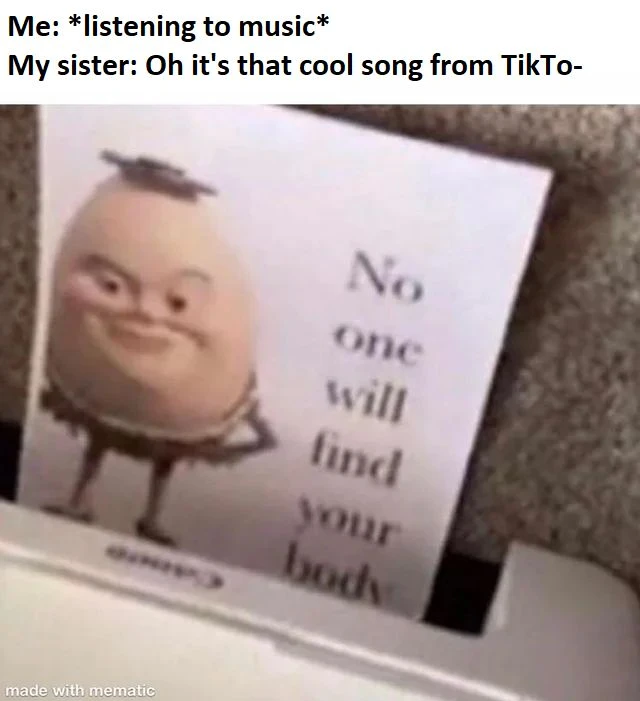 Me: *listening to music*
My sister: Oh it's that cool song from TikTo-
No
one
will
find
your
body
Canon
made with mematic